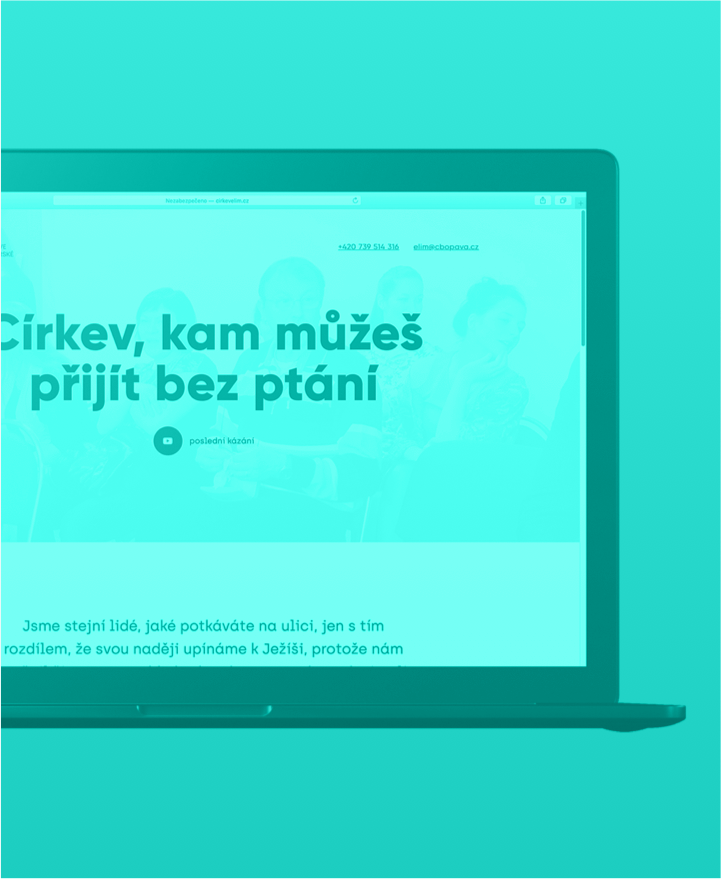 Nezabezpečeno — cirkevelim.cz
+420 739 514 316 elim@cbopava.cz
Církev, kam můžeš
přijít bez ptání
poslední kázání
Jsme stejní lidé, jaké potkáváte na ulici, jen s tím
rozdílem, že svou naději upínáme k Ježíši, protože nám